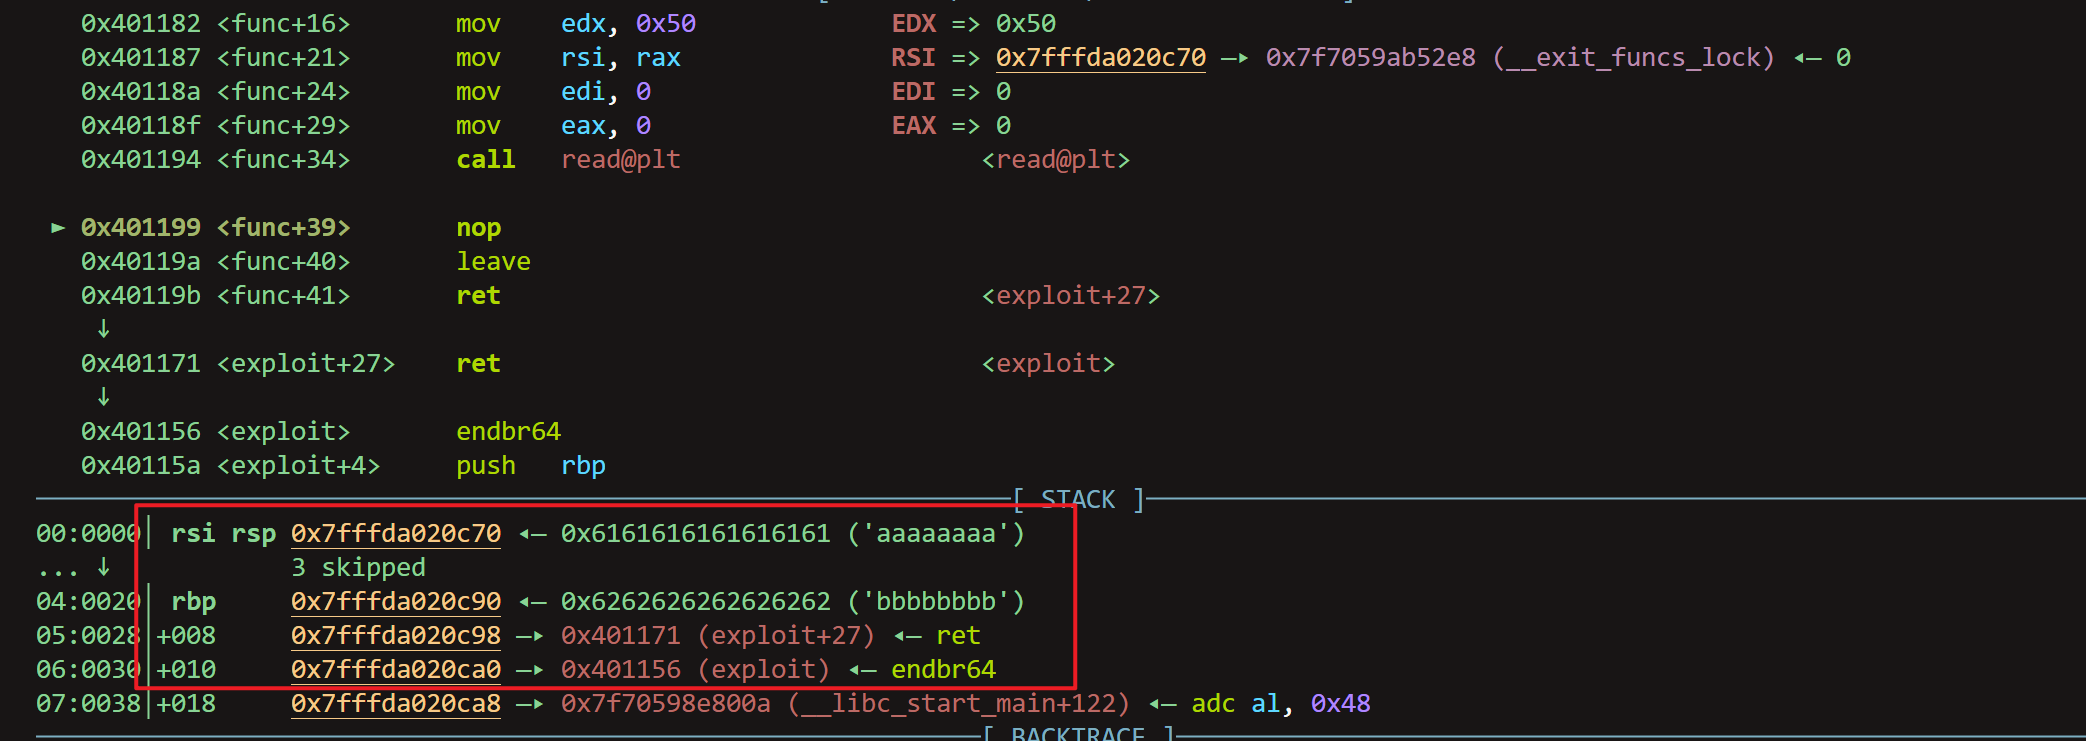 0x401182 <func+16> mov edx, 0x50 EDX => 0x50
0x401187 <func+21> mov rsi, rax RSI => 0x7fffda020c70 —▸ 0x7f7059ab52e8 (__exit_funcs_lock) ◂— 0
0x40118a <func+24> mov edi, 0 EDI => 0
0x40118f <func+29> mov eax, 0 EAX => 0
0x401194 <func+34> call read@plt <read@plt>
► 0x401199 <func+39> nop
0x40119a <func+40> leave
0x40119b <func+41> ret <exploit+27>
↓
0x401171 <exploit+27> ret <exploit>
↓
0x401156 <exploit> endbr64
0x40115a <exploit+4> push rbp
[ STACK ]
00:0000│ rsi rsp 0x7fffda020c70 ◂— 0x6161616161616161 ('aaaaaaaa')
... ↓ 3 skipped
04:0020│ rbp 0x7fffda020c90 ◂— 0x6262626262626262 ('bbbbbbbb')
05:0028│+008 0x7fffda020c98 —▸ 0x401171 (exploit+27) ◂— ret
06:0030│+010 0x7fffda020ca0 —▸ 0x401156 (exploit) ◂— endbr64
07:0038│+018 0x7fffda020ca8 —▸ 0x7f70598e800a (__libc_start_main+122) ◂— adc al, 0x48
[ BACKTRACE ]